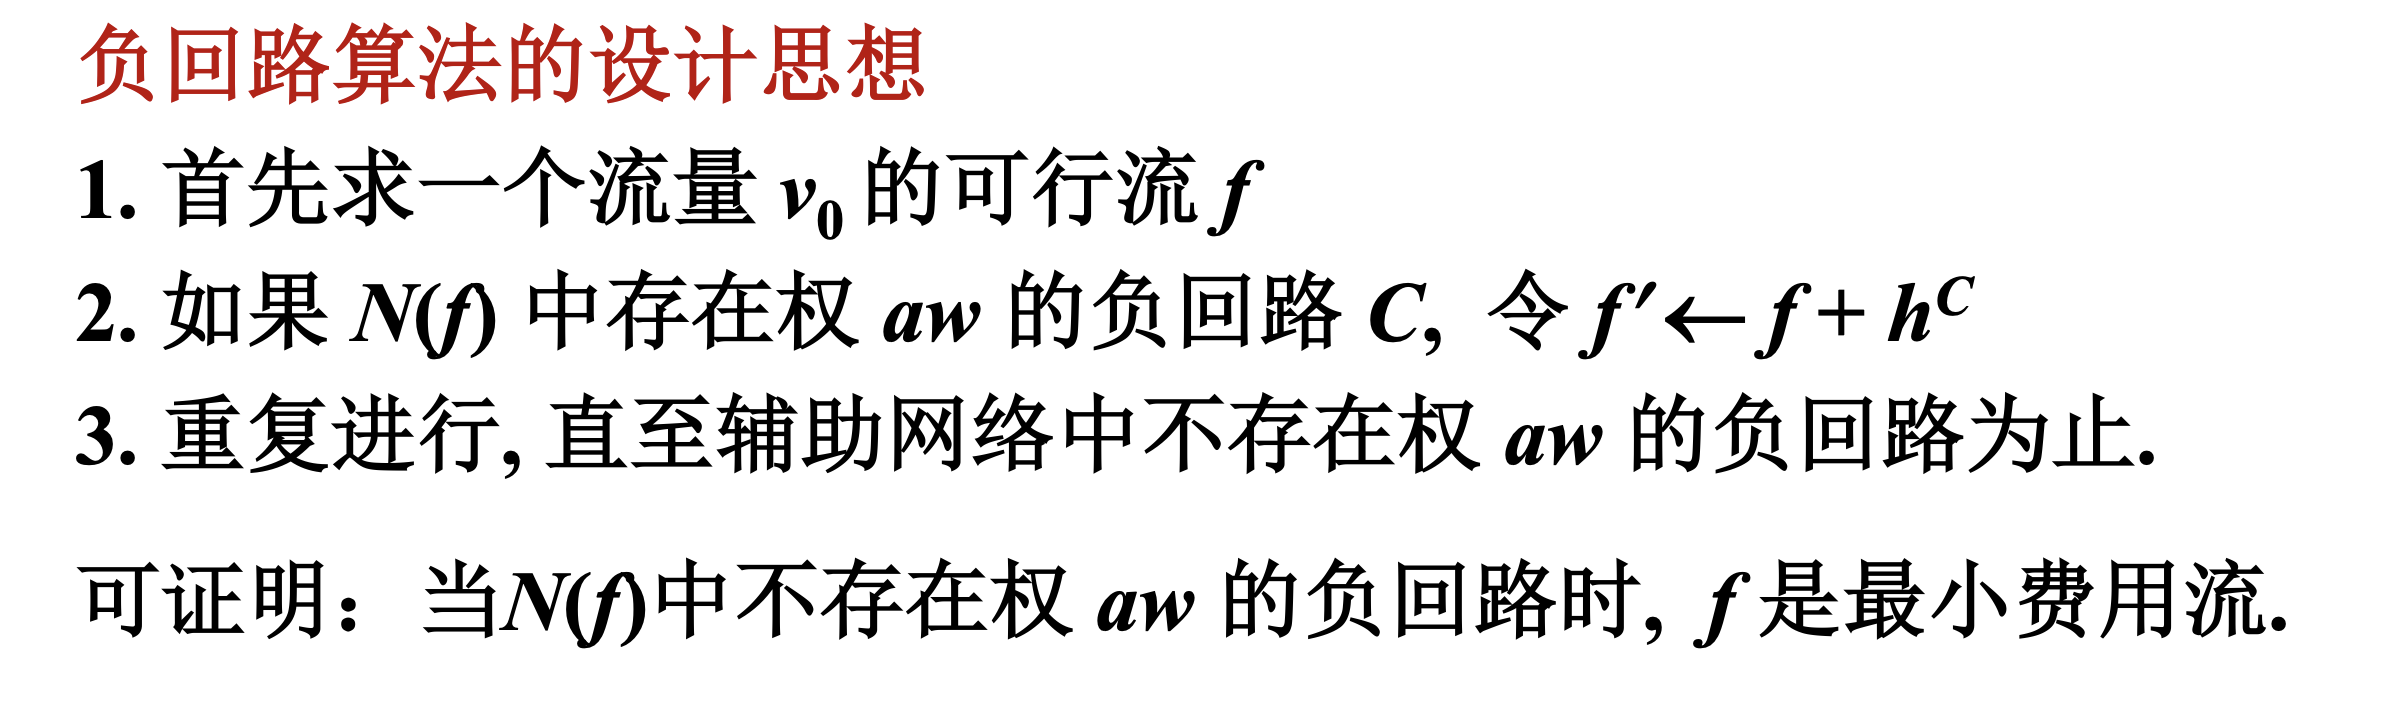 负回路算法的设计思想
1. 首先求一个流量 v₀ 的可行流 f
2. 如果 N(f) 中存在权 aw 的负回路 C, 令 f′← f + hᶜ
3. 重复进行, 直至辅助网络中不存在权 aw 的负回路为止.
可证明：当N(f)中不存在权 aw 的负回路时, f 是最小费用流.